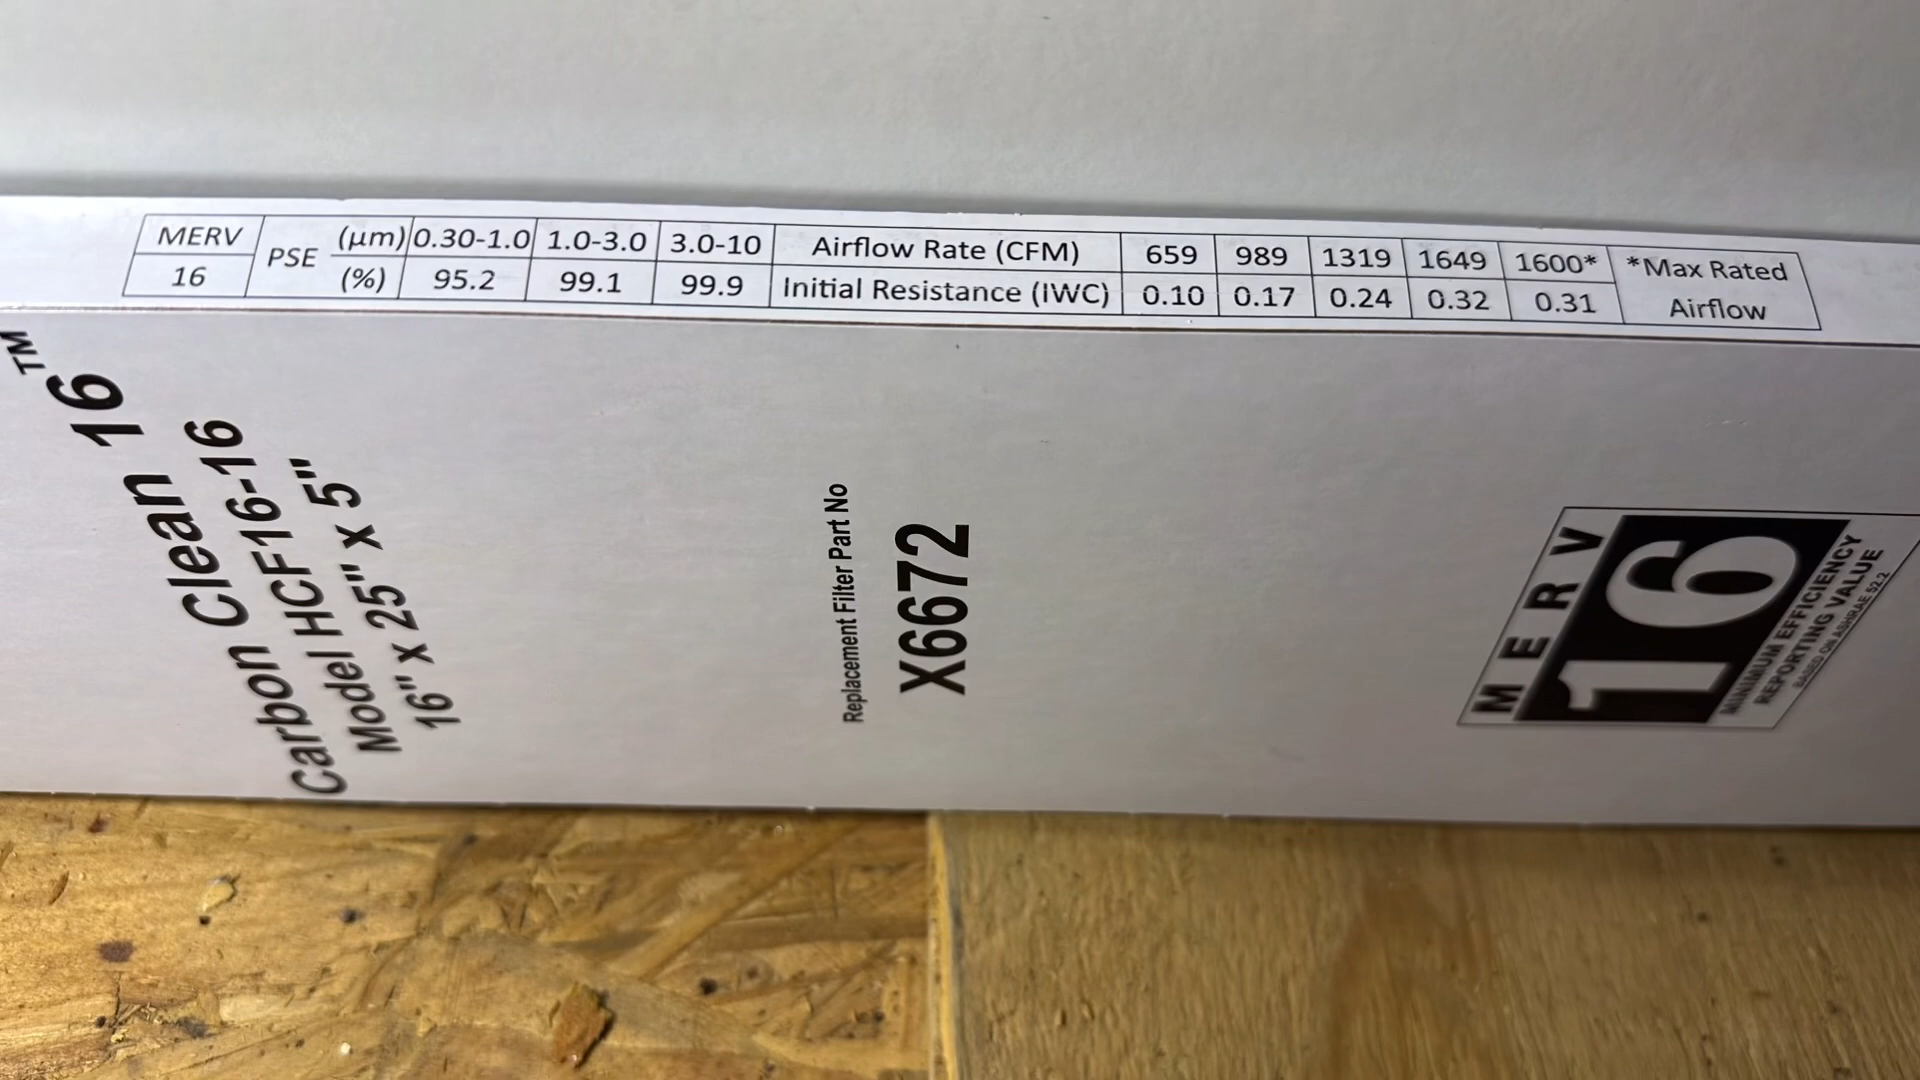 MERV PSE (μm) 0.30-1.0 1.0-3.0 3.0-10 Airflow Rate (CFM) 659 989 1319 1649 1600* *Max Rated
16 (%) 95.2 99.1 99.9 Initial Resistance (IWC) 0.10 0.17 0.24 0.32 0.31 Airflow
Carbon Clean 16™
Model HCF16-16
16" x 25" x 5"
Replacement Filter Part No
X6672
MERV
16
MINIMUM EFFICIENCY
REPORTING VALUE
BASED ON ASHRAE 52.2